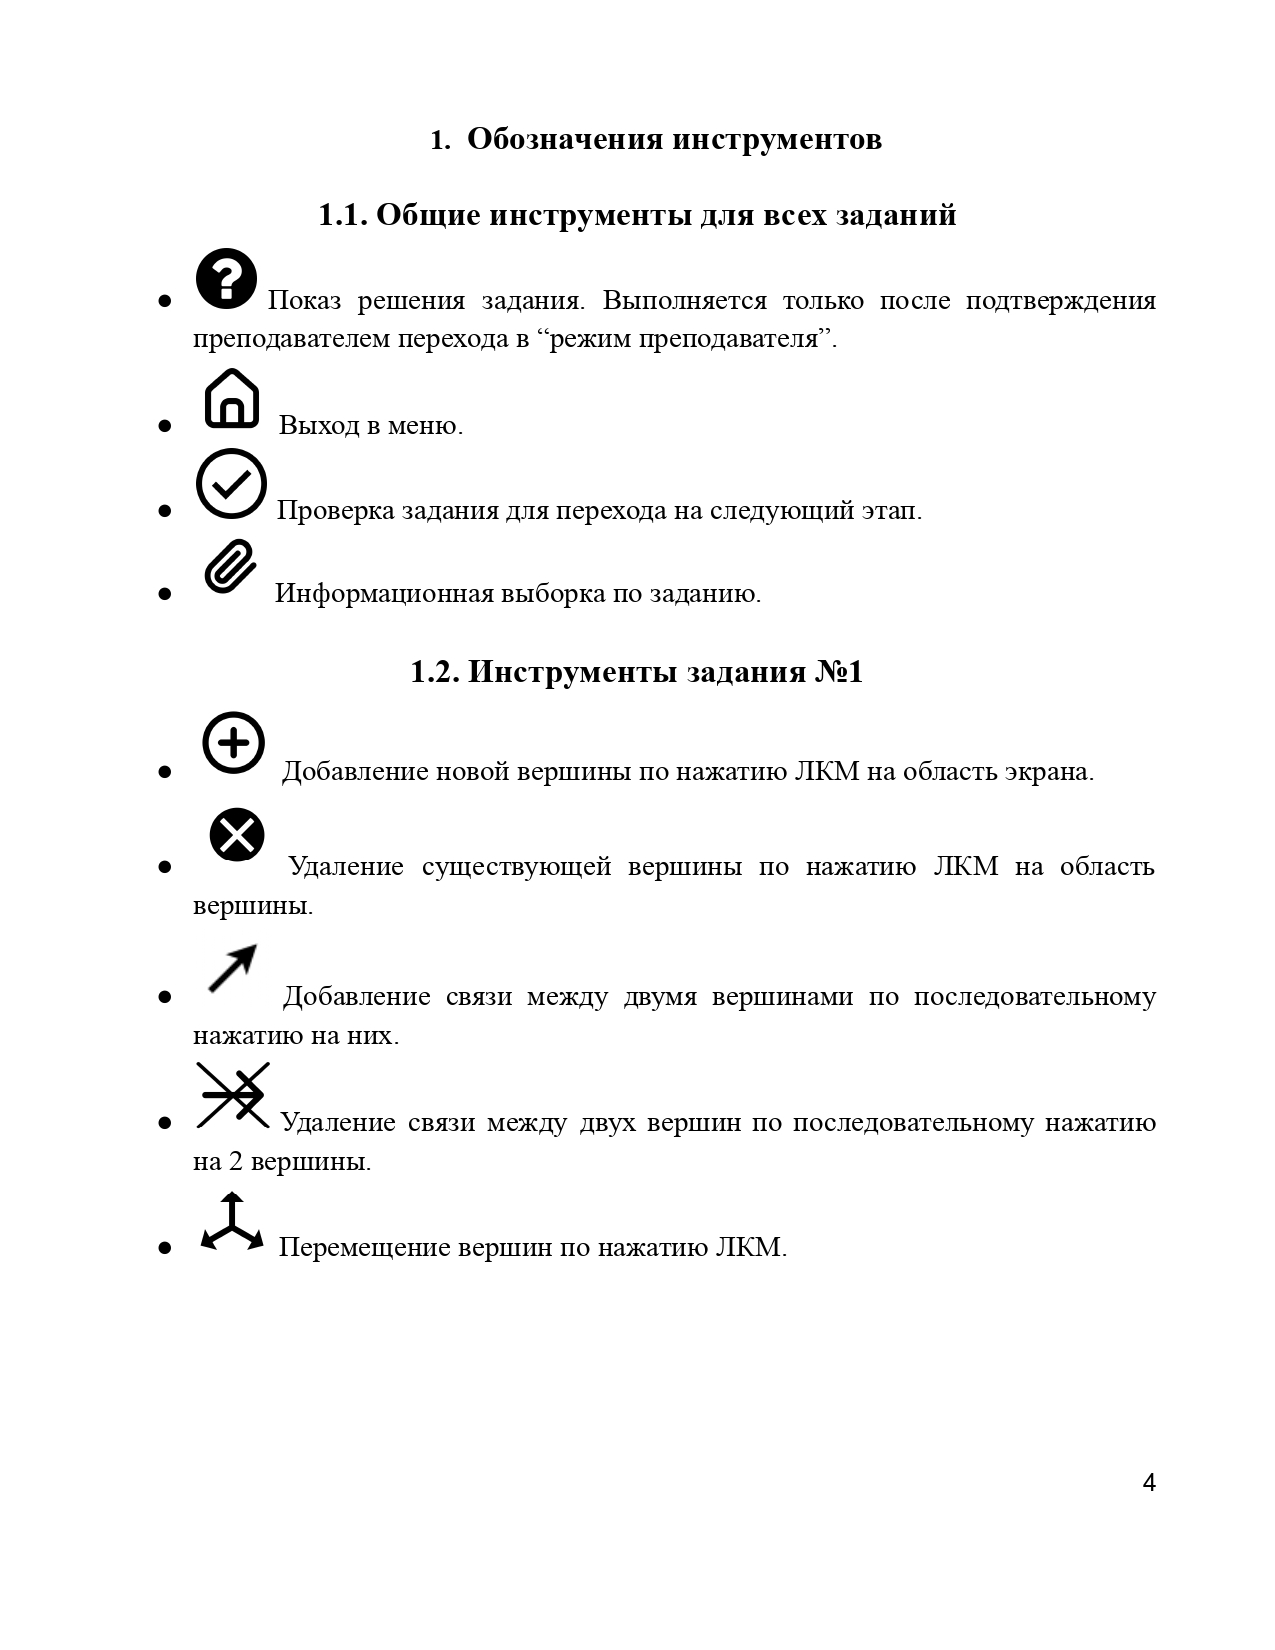 1. Обозначения инструментов
1.1. Общие инструменты для всех заданий
● Показ решения задания. Выполняется только после подтверждения
преподавателем перехода в “режим преподавателя”.
● Выход в меню.
● Проверка задания для перехода на следующий этап.
● Информационная выборка по заданию.
1.2. Инструменты задания №1
● Добавление новой вершины по нажатию ЛКМ на область экрана.
● Удаление существующей вершины по нажатию ЛКМ на область
вершины.
● Добавление связи между двумя вершинами по последовательному
нажатию на них.
● Удаление связи между двух вершин по последовательному нажатию
на 2 вершины.
● Перемещение вершин по нажатию ЛКМ.
4